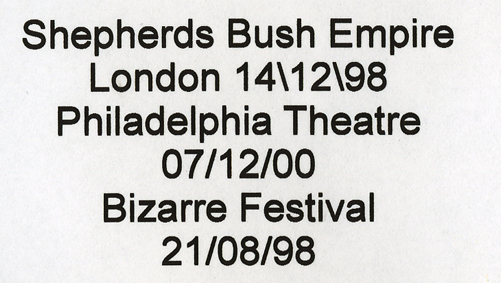 Shepherds Bush Empire
London 14\12\98
Philadelphia Theatre
07/12/00
Bizarre Festival
21/08/98